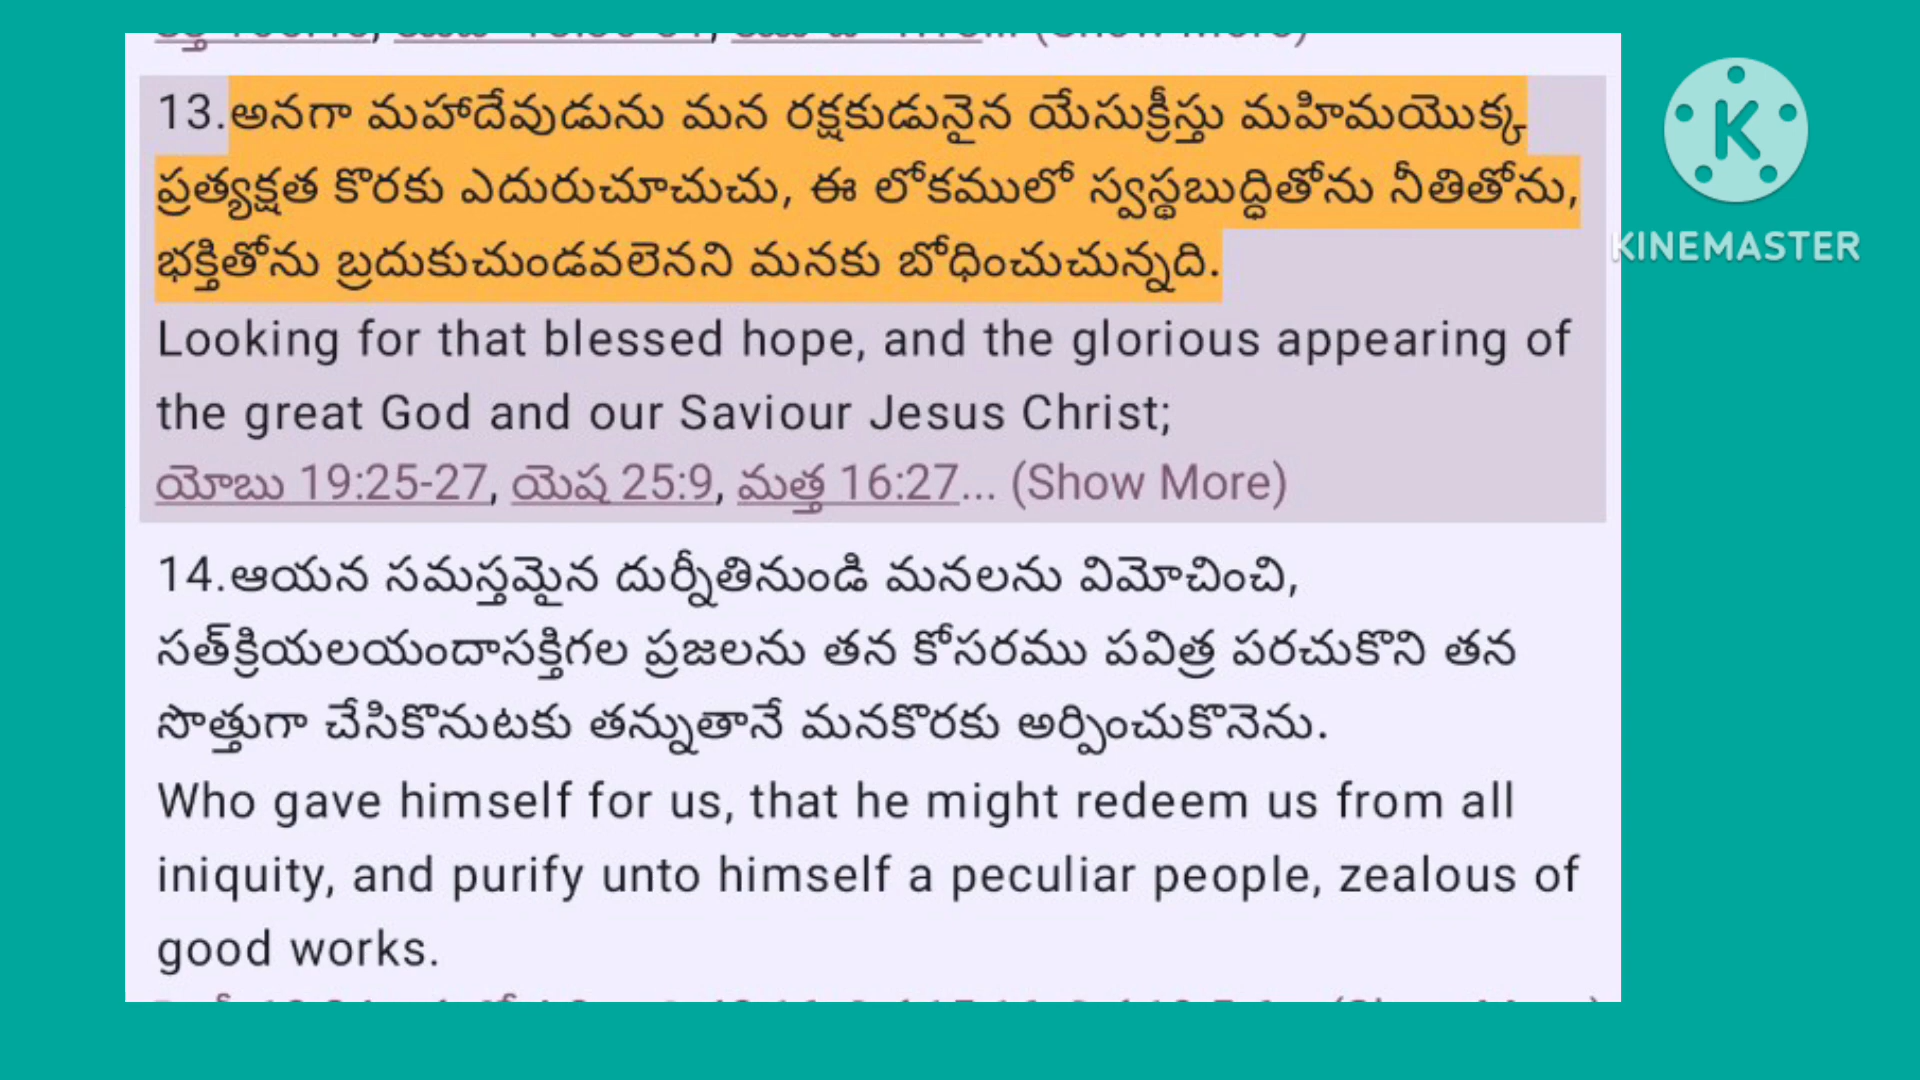 13.అనగా మహాదేవుడును మన రక్షకుడునైన యేసుక్రీస్తు మహిమయొక్క
ప్రత్యక్షత కొరకు ఎదురుచూచుచు, ఈ లోకములో స్వస్థబుద్ధితోను నీతితోను,
భక్తితోను బ్రదుకుచుండవలెనని మనకు బోధించుచున్నది.
Looking for that blessed hope, and the glorious appearing of
the great God and our Saviour Jesus Christ;
యోబు 19:25-27, యెష 25:9, మత్త 16:27... (Show More)
14.ఆయన సమస్తమైన దుర్నీతినుండి మనలను విమోచించి,
సత్‌క్రియలయందాసక్తిగల ప్రజలను తన కోసరము పవిత్ర పరచుకొని తన
సొత్తుగా చేసికొనుటకు తన్నుతానే మనకొరకు అర్పించుకొనెను.
Who gave himself for us, that he might redeem us from all
iniquity, and purify unto himself a peculiar people, zealous of
good works.
K
KINEMASTER